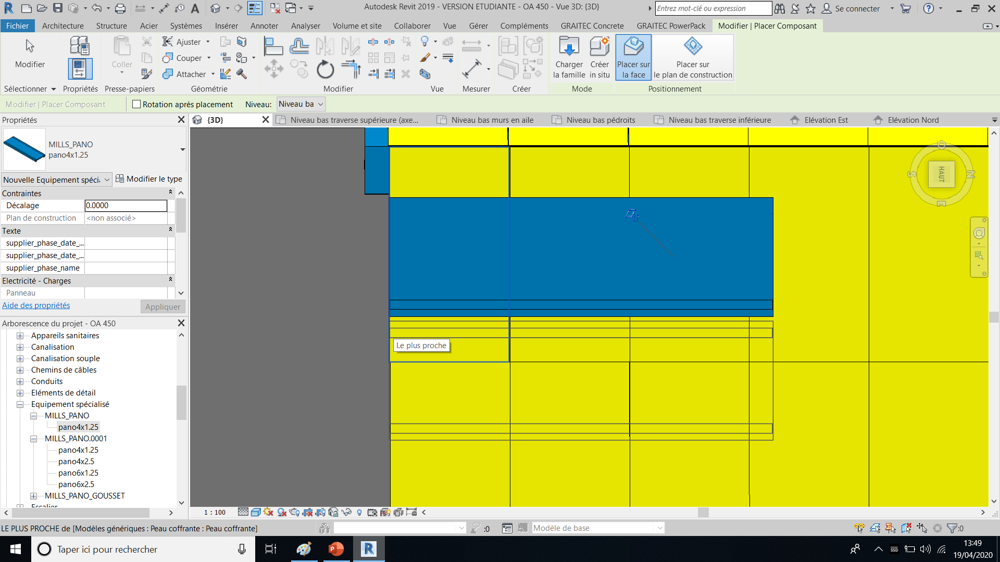 Autodesk Revit 2019 - VERSION ETUDIANTE - OA 450 - Vue 3D: {3D}
Entrez mot-clé ou expression
Se connecter
Fichier Architecture Structure Acier Systèmes Insérer Annoter Analyser Volume et site Collaborer Vue Gérer Compléments GRAITEC Concrete GRAITEC PowerPack Modifier | Placer Composant
Modifier
Coller
Ajuster
Couper
Attacher
Charger la famille
Créer in situ
Placer sur la face
Placer sur le plan de construction
Sélectionner Propriétés Presse-papiers Géométrie Modifier Vue Mesurer Créer Mode Positionnement
Modifier | Placer Composant Rotation après placement Niveau: Niveau ba
Propriétés
{3D} Niveau bas traverse supérieure (axe... Niveau bas murs en aile Niveau bas pédroits Niveau bas traverse inférieure Elévation Est Elévation Nord
MILLS_PANO
pano4x1.25
Nouvelle Equipement spéci Modifier le type
Contraintes
Décalage 0.0000
Plan de construction <non associé>
Texte
supplier_phase_date_...
supplier_phase_date_...
supplier_phase_name
Electricité - Charges
Panneau
Aide des propriétés Appliquer
Arborescence du projet - OA 450
Appareils sanitaires
Canalisation
Canalisation souple
Chemins de câbles
Conduits
Eléments de détail
Equipement spécialisé
MILLS_PANO
pano4x1.25
MILLS_PANO.0001
pano4x1.25
pano4x2.5
pano6x1.25
pano6x2.5
MILLS_PANO_GOUSSET
Escalier
HAUT
S
N
E
O
Le plus proche
1 : 100
LE PLUS PROCHE de [Modèles génériques : Peau coffrante : Peau coffrante]
:0
Modèle de base
:0
Taper ici pour rechercher
SSD
13:49
19/04/2020